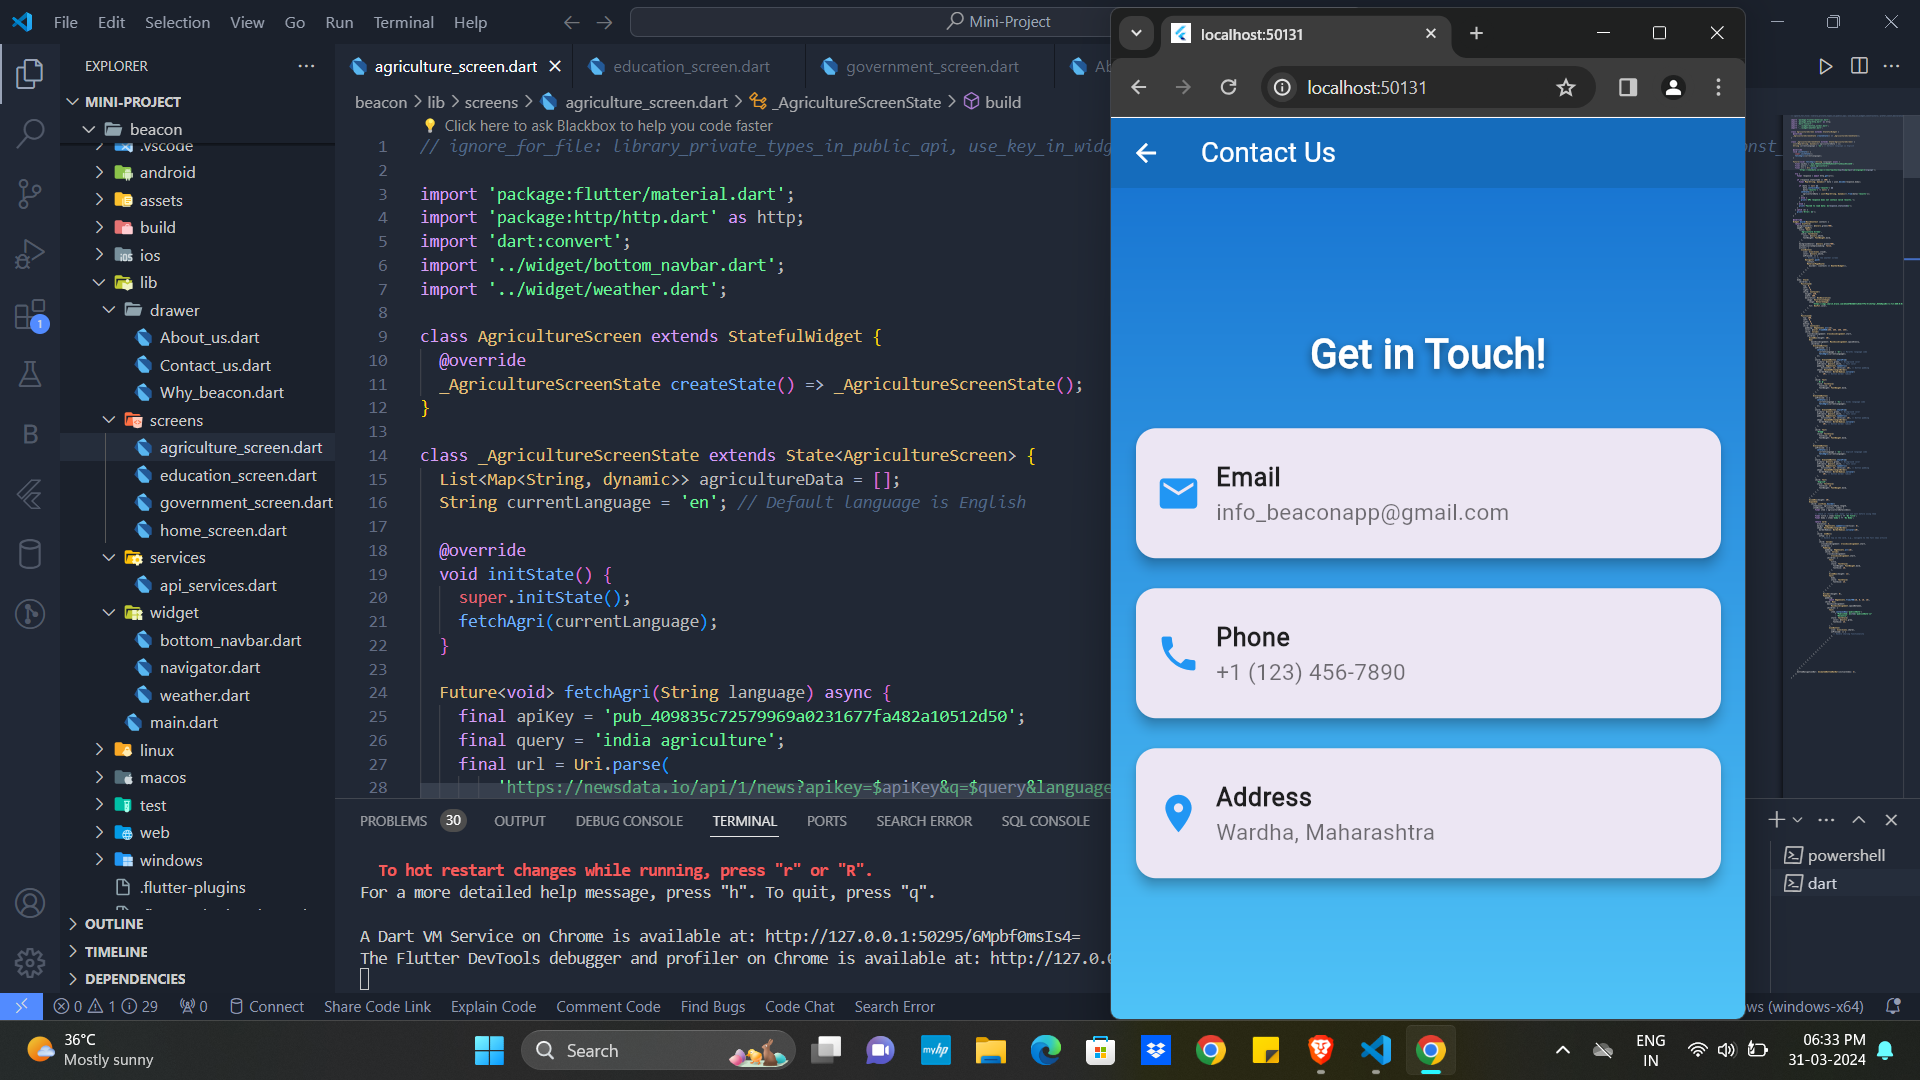 File Edit Selection View Go Run Terminal Help
Mini-Project
EXPLORER
MINI-PROJECT
beacon
.vscode
android
assets
build
ios
lib
drawer
About_us.dart
Contact_us.dart
Why_beacon.dart
screens
agriculture_screen.dart
education_screen.dart
government_screen.dart
home_screen.dart
services
api_services.dart
widget
bottom_navbar.dart
navigator.dart
weather.dart
main.dart
linux
macos
test
web
windows
.flutter-plugins
OUTLINE
TIMELINE
DEPENDENCIES
1
agriculture_screen.dart education_screen.dart government_screen.dart
beacon > lib > screens > agriculture_screen.dart > _AgricultureScreenState > build
Click here to ask Blackbox to help you code faster
1 // ignore_for_file: library_private_types_in_public_api, use_key_in_widg
2
3 import 'package:flutter/material.dart';
4 import 'package:http/http.dart' as http;
5 import 'dart:convert';
6 import '../widget/bottom_navbar.dart';
7 import '../widget/weather.dart';
8
9 class AgricultureScreen extends StatefulWidget {
10 @override
11 _AgricultureScreenState createState() => _AgricultureScreenState();
12 }
13
14 class _AgricultureScreenState extends State<AgricultureScreen> {
15 List<Map<String, dynamic>> agricultureData = [];
16 String currentLanguage = 'en'; // Default language is English
17
18 @override
19 void initState() {
20 super.initState();
21 fetchAgri(currentLanguage);
22 }
23
24 Future<void> fetchAgri(String language) async {
25 final apiKey = 'pub_409835c72579969a0231677fa482a10512d50';
26 final query = 'india agriculture';
27 final url = Uri.parse(
28 'https://newsdata.io/api/1/news?apikey=$apiKey&q=$query&language
PROBLEMS 30 OUTPUT DEBUG CONSOLE TERMINAL PORTS SEARCH ERROR SQL CONSOLE
To hot restart changes while running, press "r" or "R".
For a more detailed help message, press "h". To quit, press "q".
A Dart VM Service on Chrome is available at: http://127.0.0.1:50295/6Mpbf0msIs4=
The Flutter DevTools debugger and profiler on Chrome is available at: http://127.0.0
powershell
dart
localhost:50131
localhost:50131
Contact Us
Get in Touch!
Email
info_beaconapp@gmail.com
Phone
+1 (123) 456-7890
Address
Wardha, Maharashtra
0 1 29 0 Connect Share Code Link Explain Code Comment Code Find Bugs Code Chat Search Error
ws (windows-x64)
36°C
Mostly sunny
Search
myhp
ENG
IN
06:33 PM
31-03-2024